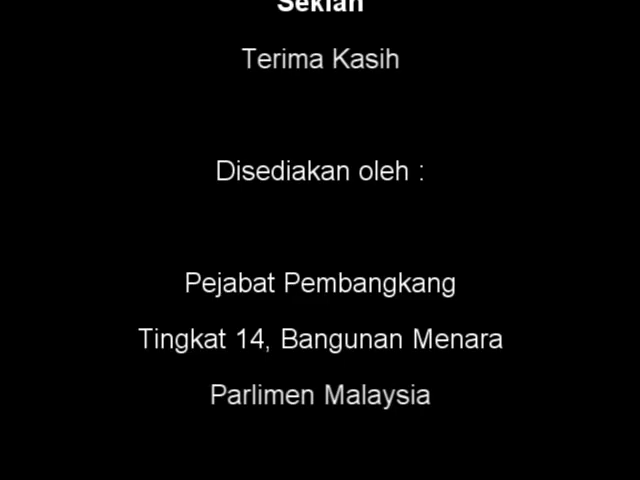 Sekian
Terima Kasih
Disediakan oleh :
Pejabat Pembangkang
Tingkat 14, Bangunan Menara
Parlimen Malaysia